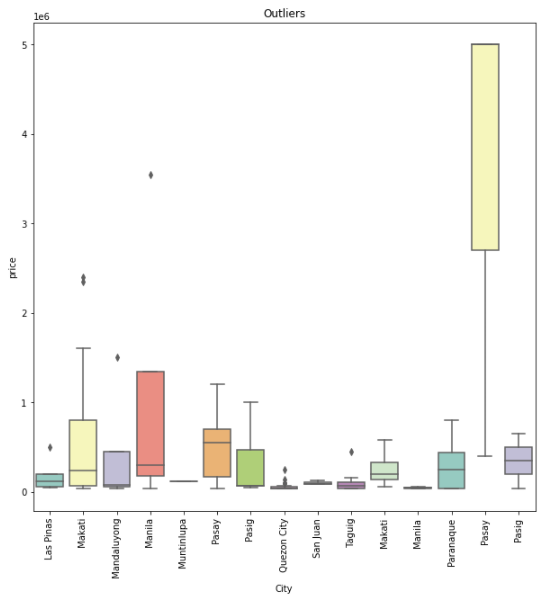 Outliers
1e6
5
4
3
2
1
0
price
Las Pinas
Makati
Mandaluyong
Manila
Muntinlupa
Pasay
Pasig
Quezon City
San Juan
Taguig
Makati
Manila
Paranaque
Pasay
Pasig
City